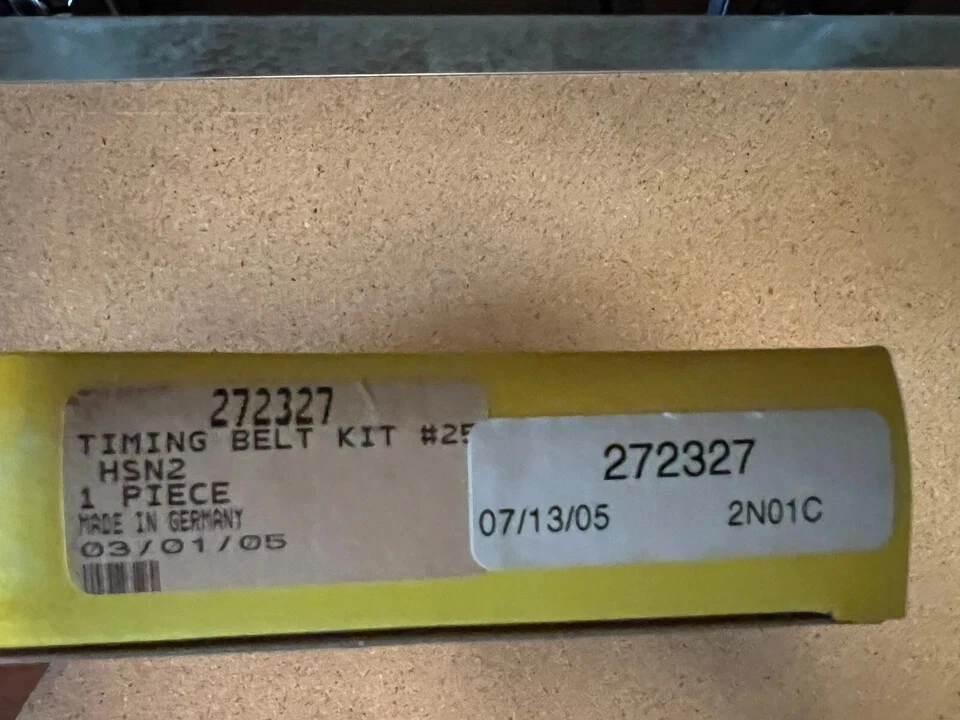 272327
TIMING BELT KIT #25
HSN2
1 PIECE
MADE IN GERMANY
03/01/05
272327
07/13/05 2N01C